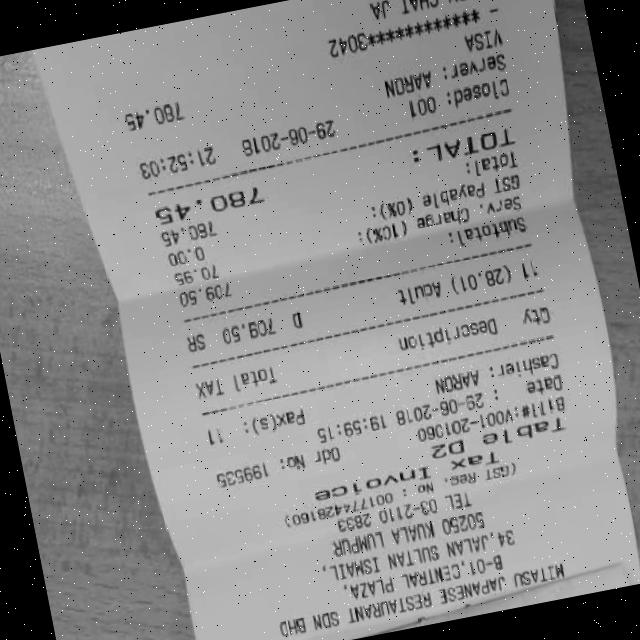 MITASU JAPANESE RESTAURANT SDN BHD
B-01.CENTRAL PLAZA,
34 JALAN SULTAN ISMAIL,
50250 KUALA LUMPUR
TEL 03-2110 2833
(GST Reg. No.: 001774428160)
Tax Invoice
Table D2
Bill#:V001-201060 Odr No: 199535
Date : 29-06-2018 19:59:15
Cashier: AARON Pax(s): 11
Qty Description Total TAX
11 (28.01) Adult D 709.50 SR
Subtotal: 709.50
Serv. Charge (10%): 70.95
GST Payable (0%): 0.00
Total: 780.45
TOTAL: 780.45
Closed: 001 29-06-2018 21:52:03
Server: AARON
VISA 780.45
************3042